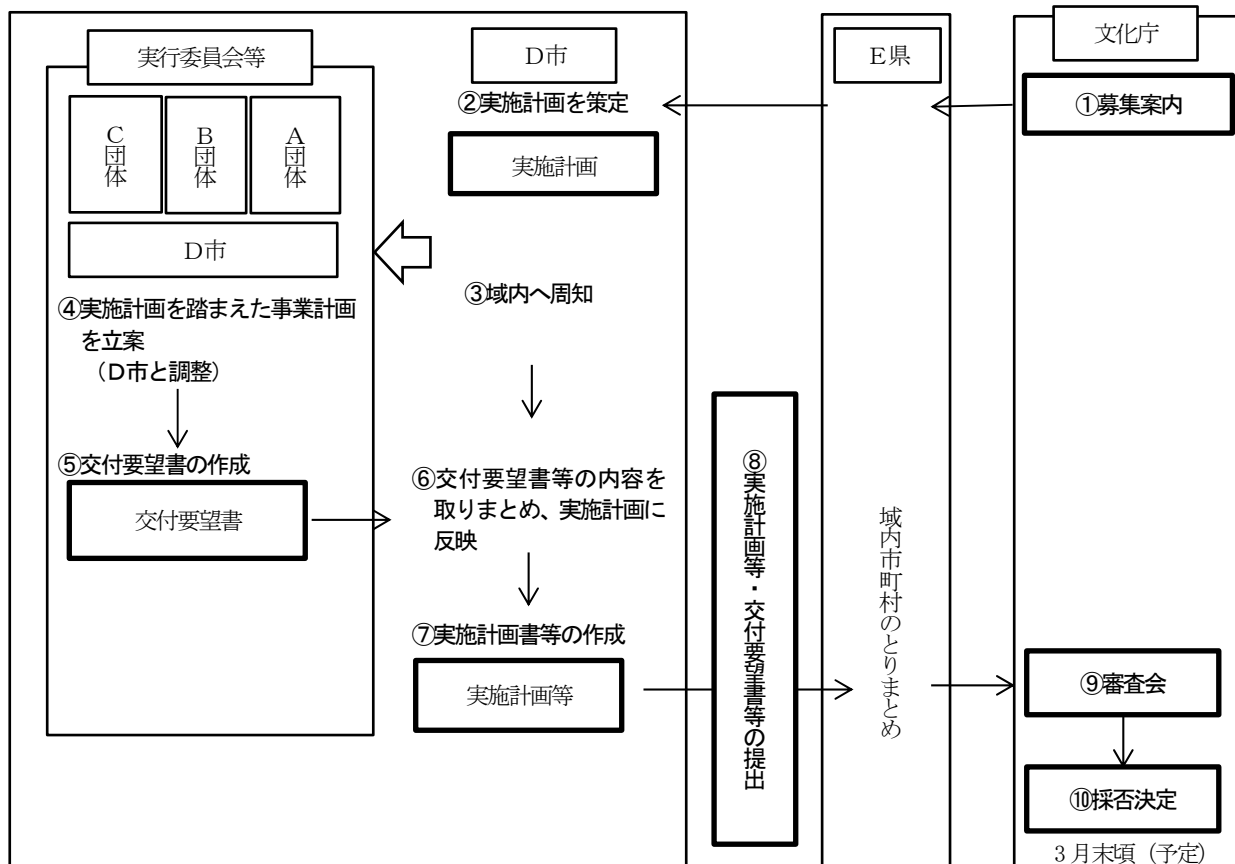 実行委員会等
C団体
B団体
A団体
D市
④実施計画を踏まえた事業計画
を立案
(D市と調整)
⑤交付要望書の作成
交付要望書
D市
②実施計画を策定
実施計画
③域内へ周知
⑥交付要望書等の内容を
取りまとめ、実施計画に
反映
⑦実施計画書等の作成
実施計画等
⑧実施計画等・交付要望書等の提出
E県
域内市町村のとりまとめ
文化庁
①募集案内
⑨審査会
⑩採否決定
3月末頃(予定)